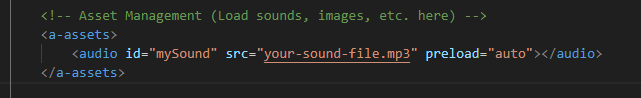 <!-- Asset Management (Load sounds, images, etc. here) -->
<a-assets>
<audio id="mySound" src="your-sound-file.mp3" preload="auto"></audio>
</a-assets>